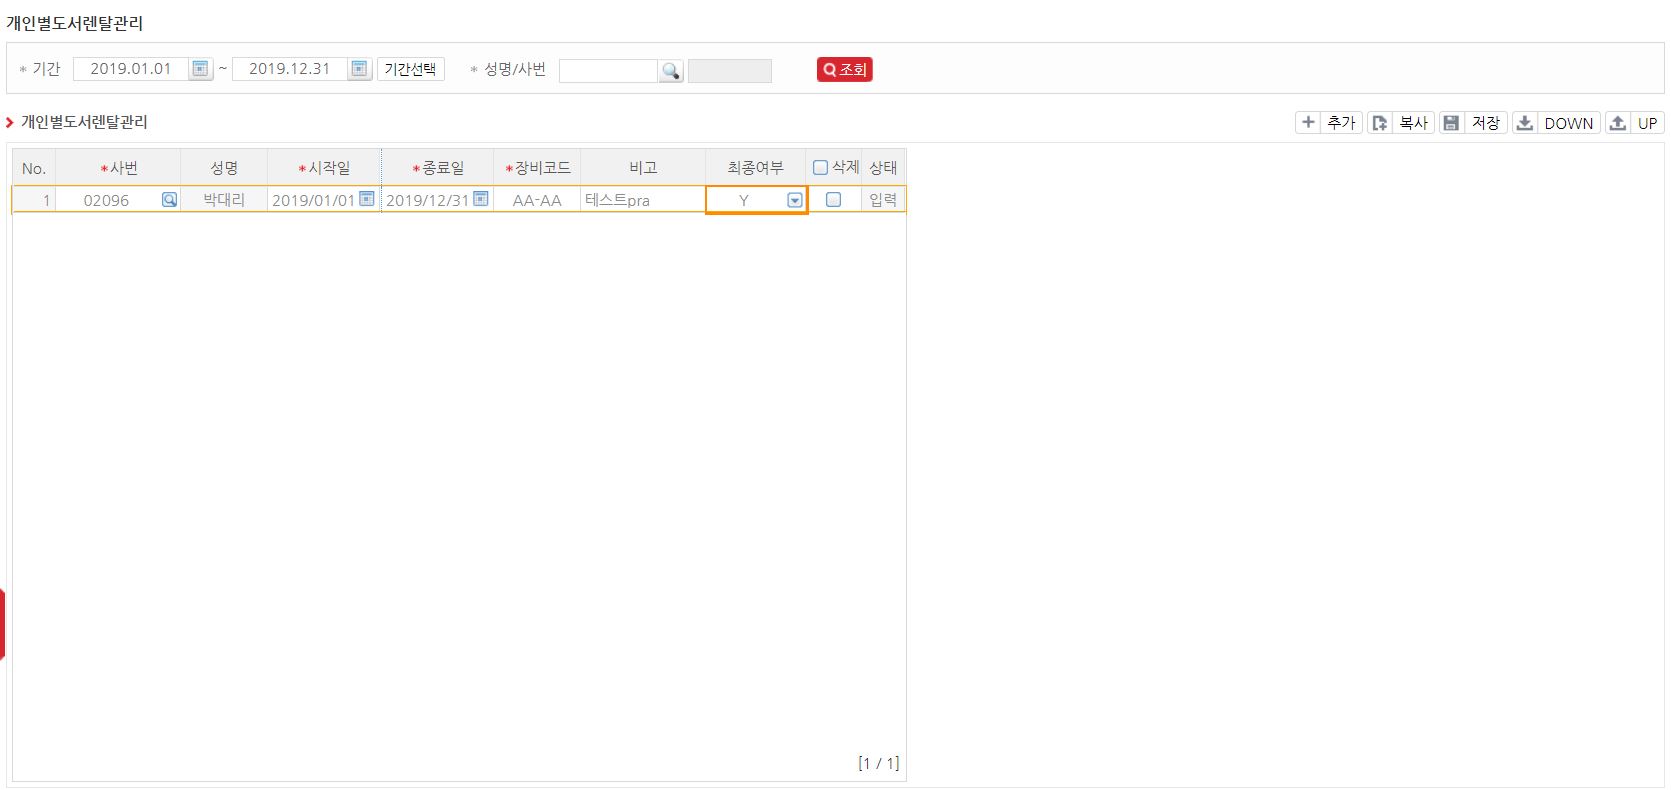 개인별도서렌탈관리
* 기간 2019.01.01 ~ 2019.12.31 기간선택 * 성명/사번 조회
개인별도서렌탈관리 추가 복사 저장 DOWN UP
No. *사번 성명 *시작일 *종료일 *장비코드 비고 최종여부 삭제 상태
1 02096 박대리 2019/01/01 2019/12/31 AA-AA 테스트pra Y 입력
[1 / 1]